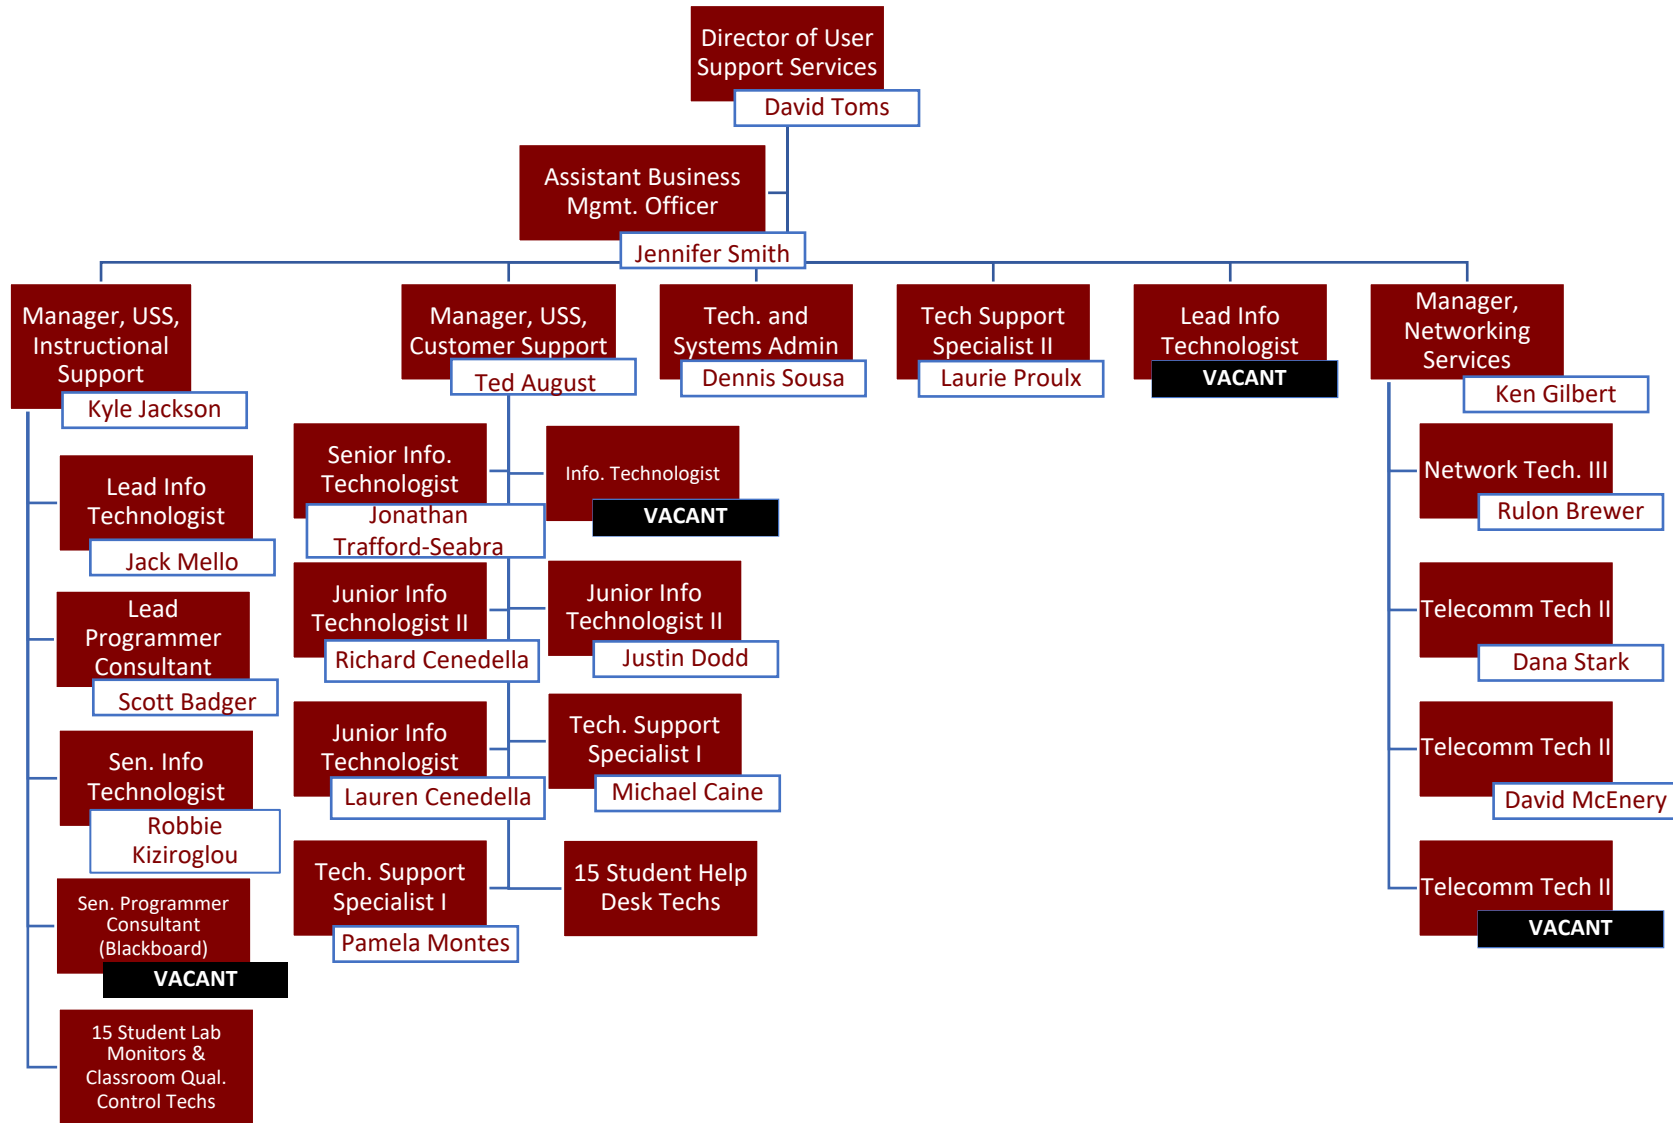 Director of User
Support Services
David Toms
Assistant Business
Mgmt. Officer
Jennifer Smith
Manager, USS,
Instructional
Support
Kyle Jackson
Manager, USS,
Customer Support
Ted August
Tech. and
Systems Admin
Dennis Sousa
Tech Support
Specialist II
Laurie Proulx
Lead Info
Technologist
VACANT
Manager,
Networking
Services
Ken Gilbert
Lead Info
Technologist
Jack Mello
Lead
Programmer
Consultant
Scott Badger
Sen. Info
Technologist
Robbie
Kiziroglou
Sen. Programmer
Consultant
(Blackboard)
VACANT
15 Student Lab
Monitors &
Classroom Qual.
Control Techs
Senior Info.
Technologist
Jonathan
Trafford-Seabra
Info. Technologist
VACANT
Junior Info
Technologist II
Richard Cenedella
Junior Info
Technologist II
Justin Dodd
Junior Info
Technologist
Lauren Cenedella
Tech. Support
Specialist I
Michael Caine
Tech. Support
Specialist I
Pamela Montes
15 Student Help
Desk Techs
Network Tech. III
Rulon Brewer
Telecomm Tech II
Dana Stark
Telecomm Tech II
David McEnery
Telecomm Tech II
VACANT